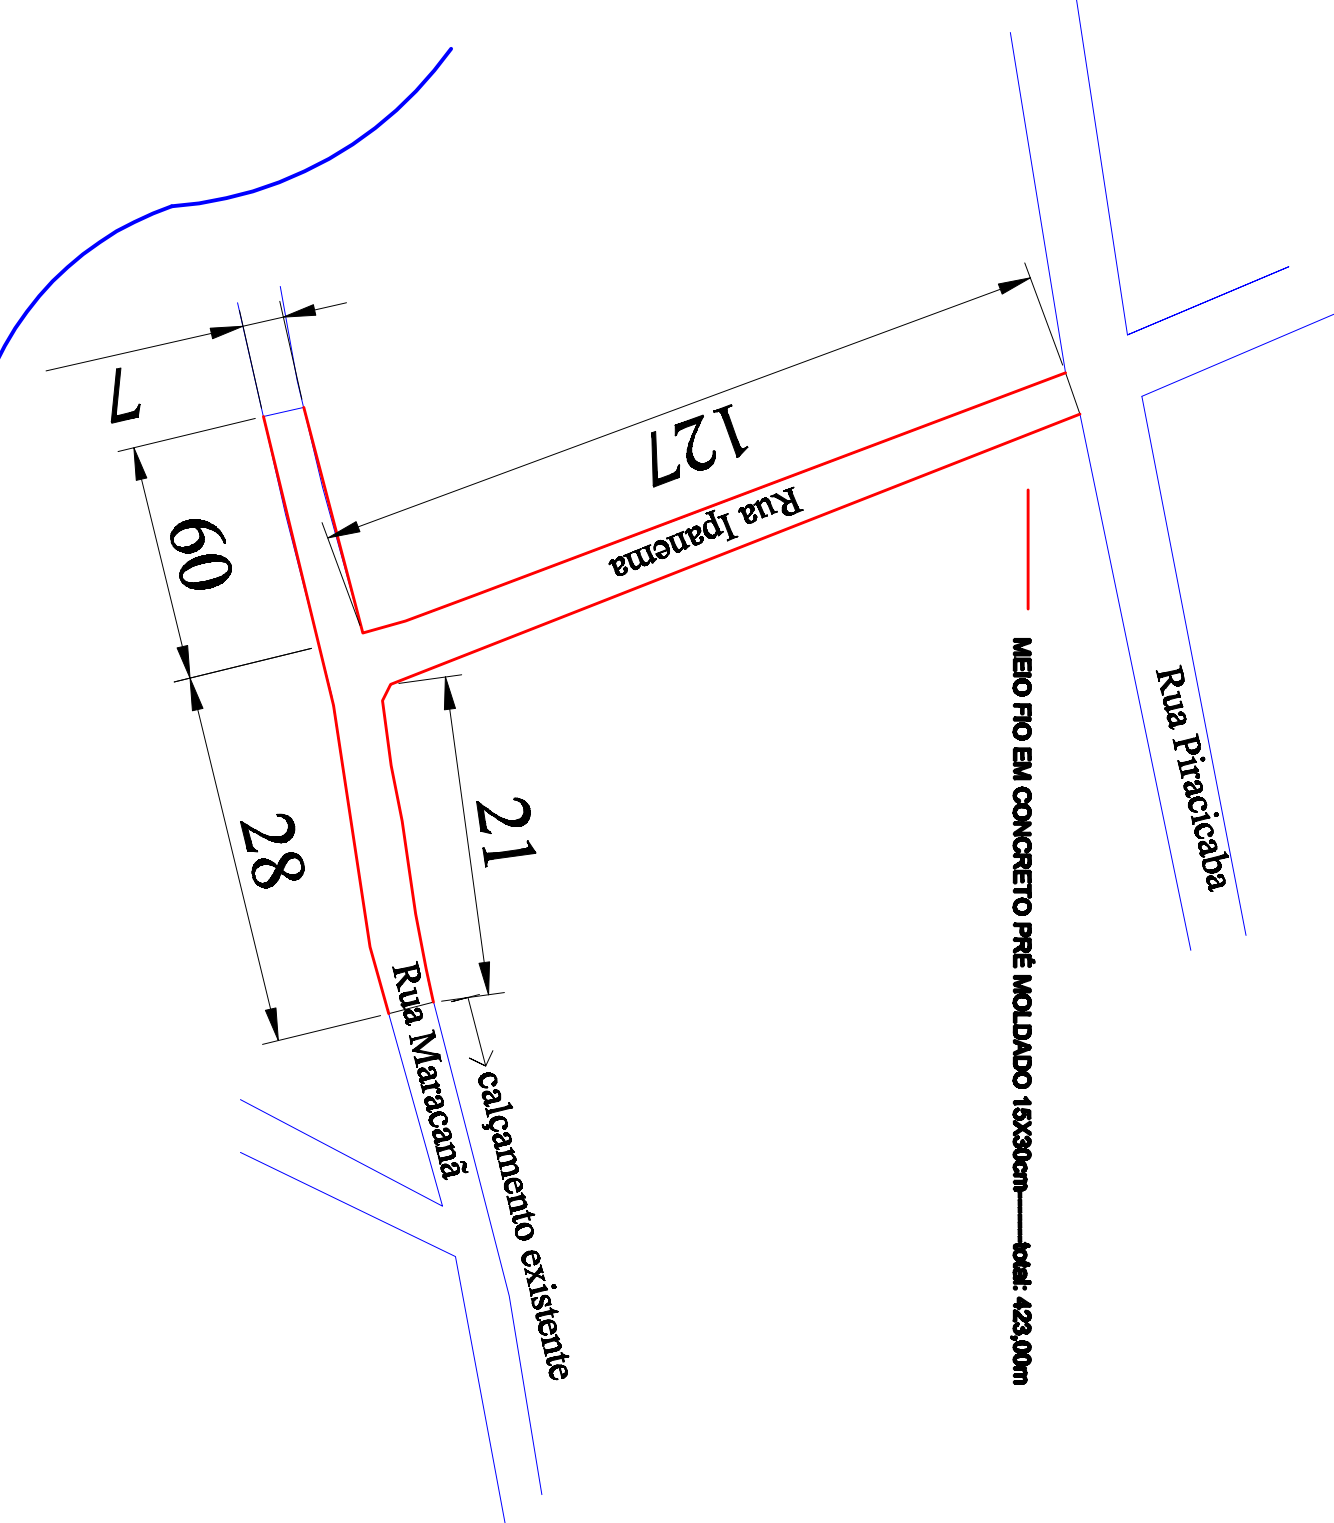 7
127
Rua Ipanema
60
28
21
Rua Maracanã
calçamento existente
MEIO FIO EM CONCRETO PRÉ MOLDADO 15X30cm——total: 423,00m
Rua Piracicaba